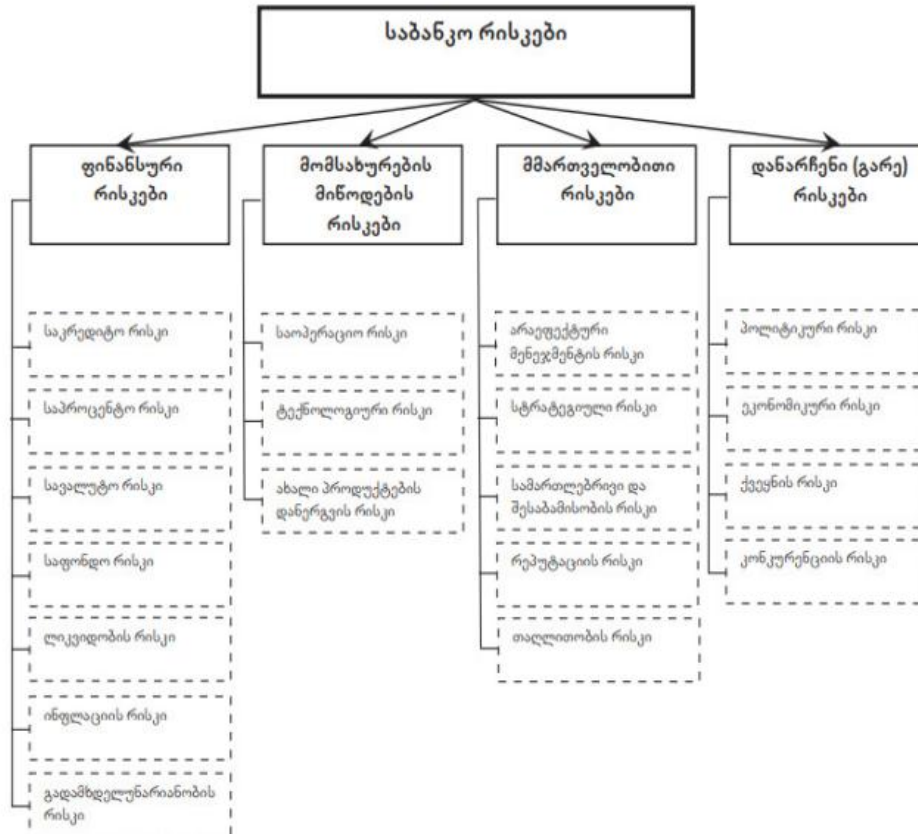 საბანკო რისკები
ფინანსური
რისკები
საკრედიტო რისკი
საპროცენტო რისკი
სავალუტო რისკი
საფონდო რისკი
ლიკვიდობის რისკი
ინფლაციის რისკი
გადამხდელუნარიანობის
რისკი
მომსახურების
მიწოდების
რისკები
საოპერაციო რისკი
ტექნოლოგიური რისკი
ახალი პროდუქტების
დანერგვის რისკი
მმართველობითი
რისკები
არაეფექტური
მენეჯმენტის რისკი
სტრატეგიული რისკი
სამართლებრივი და
შესაბამისობის რისკი
რეპუტაციის რისკი
თაღლითობის რისკი
დანარჩენი (გარე)
რისკები
პოლიტიკური რისკი
ეკონომიკური რისკი
ქვეყნის რისკი
კონკურენციის რისკი